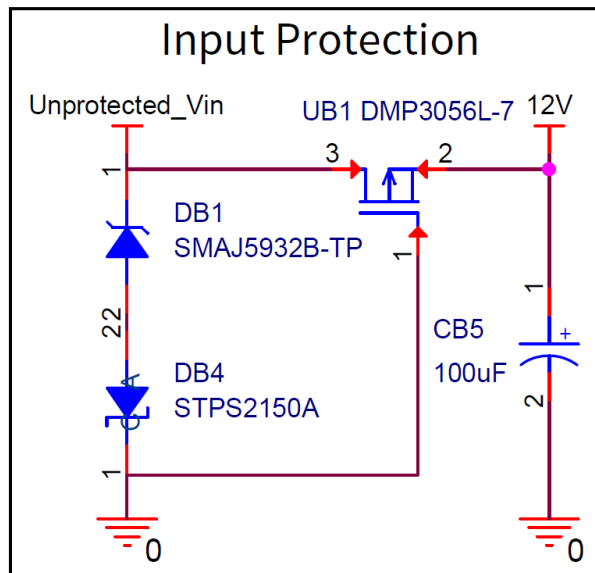 Input Protection
Unprotected_Vin
UB1 DMP3056L-7
12V
3
2
1
1
DB1
SMAJ5932B-TP
22
1
CB5
100uF
1
+
2
A
C
DB4
STPS2150A
1
0
0